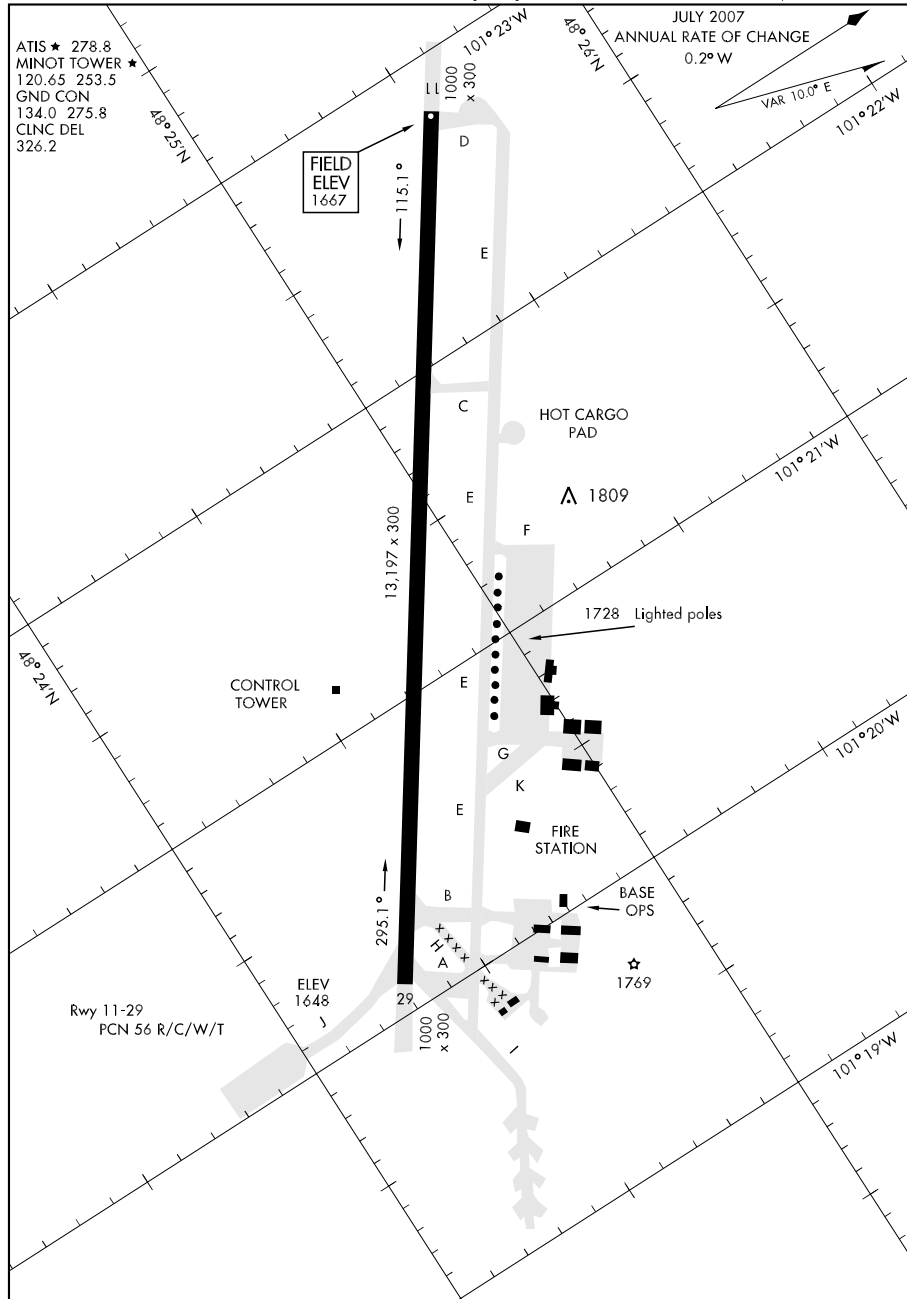 ATIS ★ 278.8
MINOT TOWER ★
120.65 253.5
GND CON
134.0 275.8
CLNC DEL
326.2
JULY 2007
ANNUAL RATE OF CHANGE
0.2° W
VAR 10.0° E
101° 23'W
48° 26'N
101° 22'W
48° 25'N
11
1000
x 300
FIELD
ELEV
1667
115.1°
D
E
C
HOT CARGO
PAD
101° 21'W
E
1809
F
13,197 x 300
1728 Lighted poles
48° 24'N
CONTROL
TOWER
E
101° 20'W
G
K
E
FIRE
STATION
295.1°
B
BASE
OPS
x x x x
H
A
x x x x
1769
ELEV
1648
29
J
Rwy 11-29
PCN 56 R/C/W/T
1000
x 300
I
101° 19'W